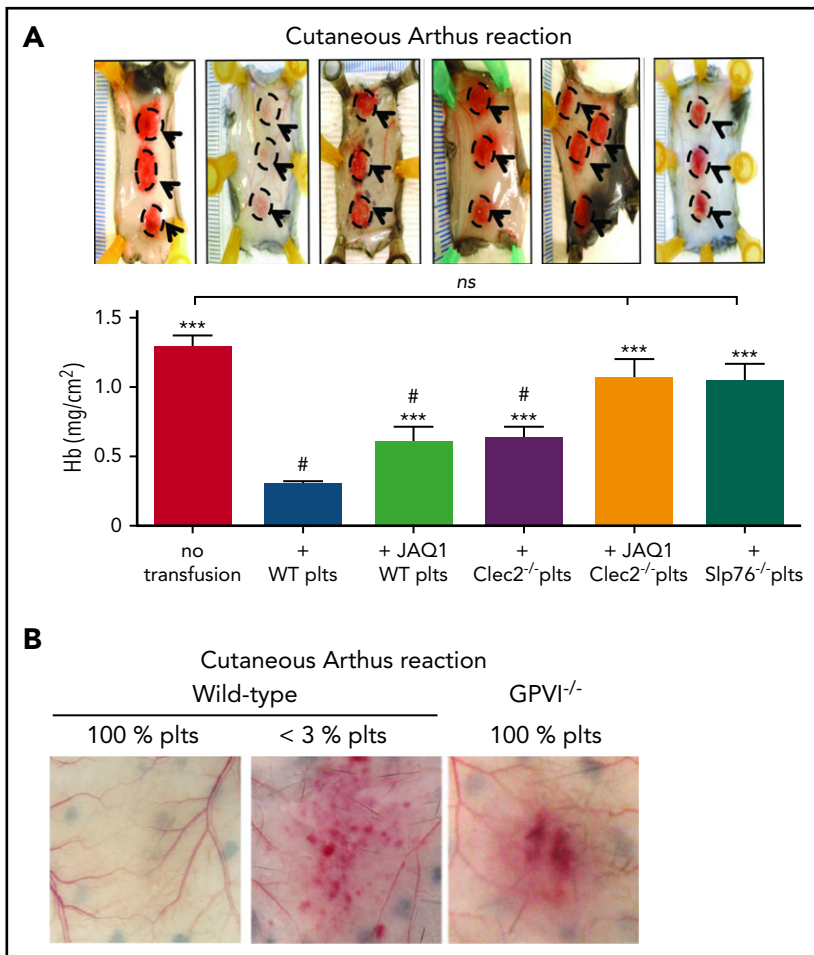 A
Cutaneous Arthus reaction
ns
Hb (mg/cm²)
1.5
1.0
0.5
0
***
#
#
***
#
***
***
***
no
transfusion
+
WT plts
+ JAQ1
WT plts
+
Clec2⁻/⁻plts
+ JAQ1
Clec2⁻/⁻plts
+
Slp76⁻/⁻plts
B
Cutaneous Arthus reaction
Wild-type
GPVI⁻/⁻
100 % plts
< 3 % plts
100 % plts